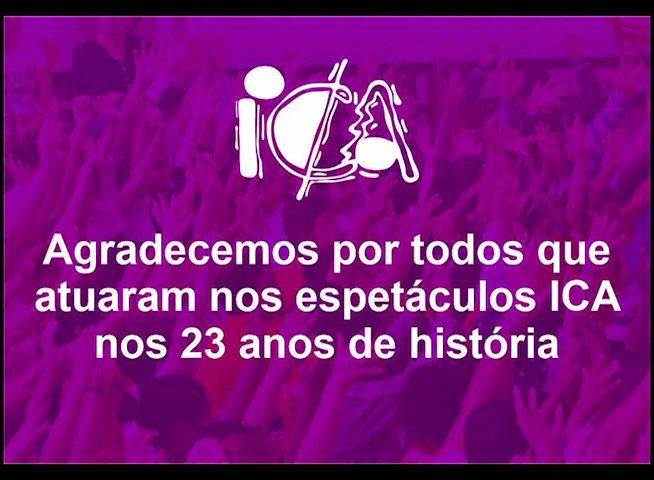 iCA
Agradecemos por todos que
atuaram nos espetáculos ICA
nos 23 anos de história